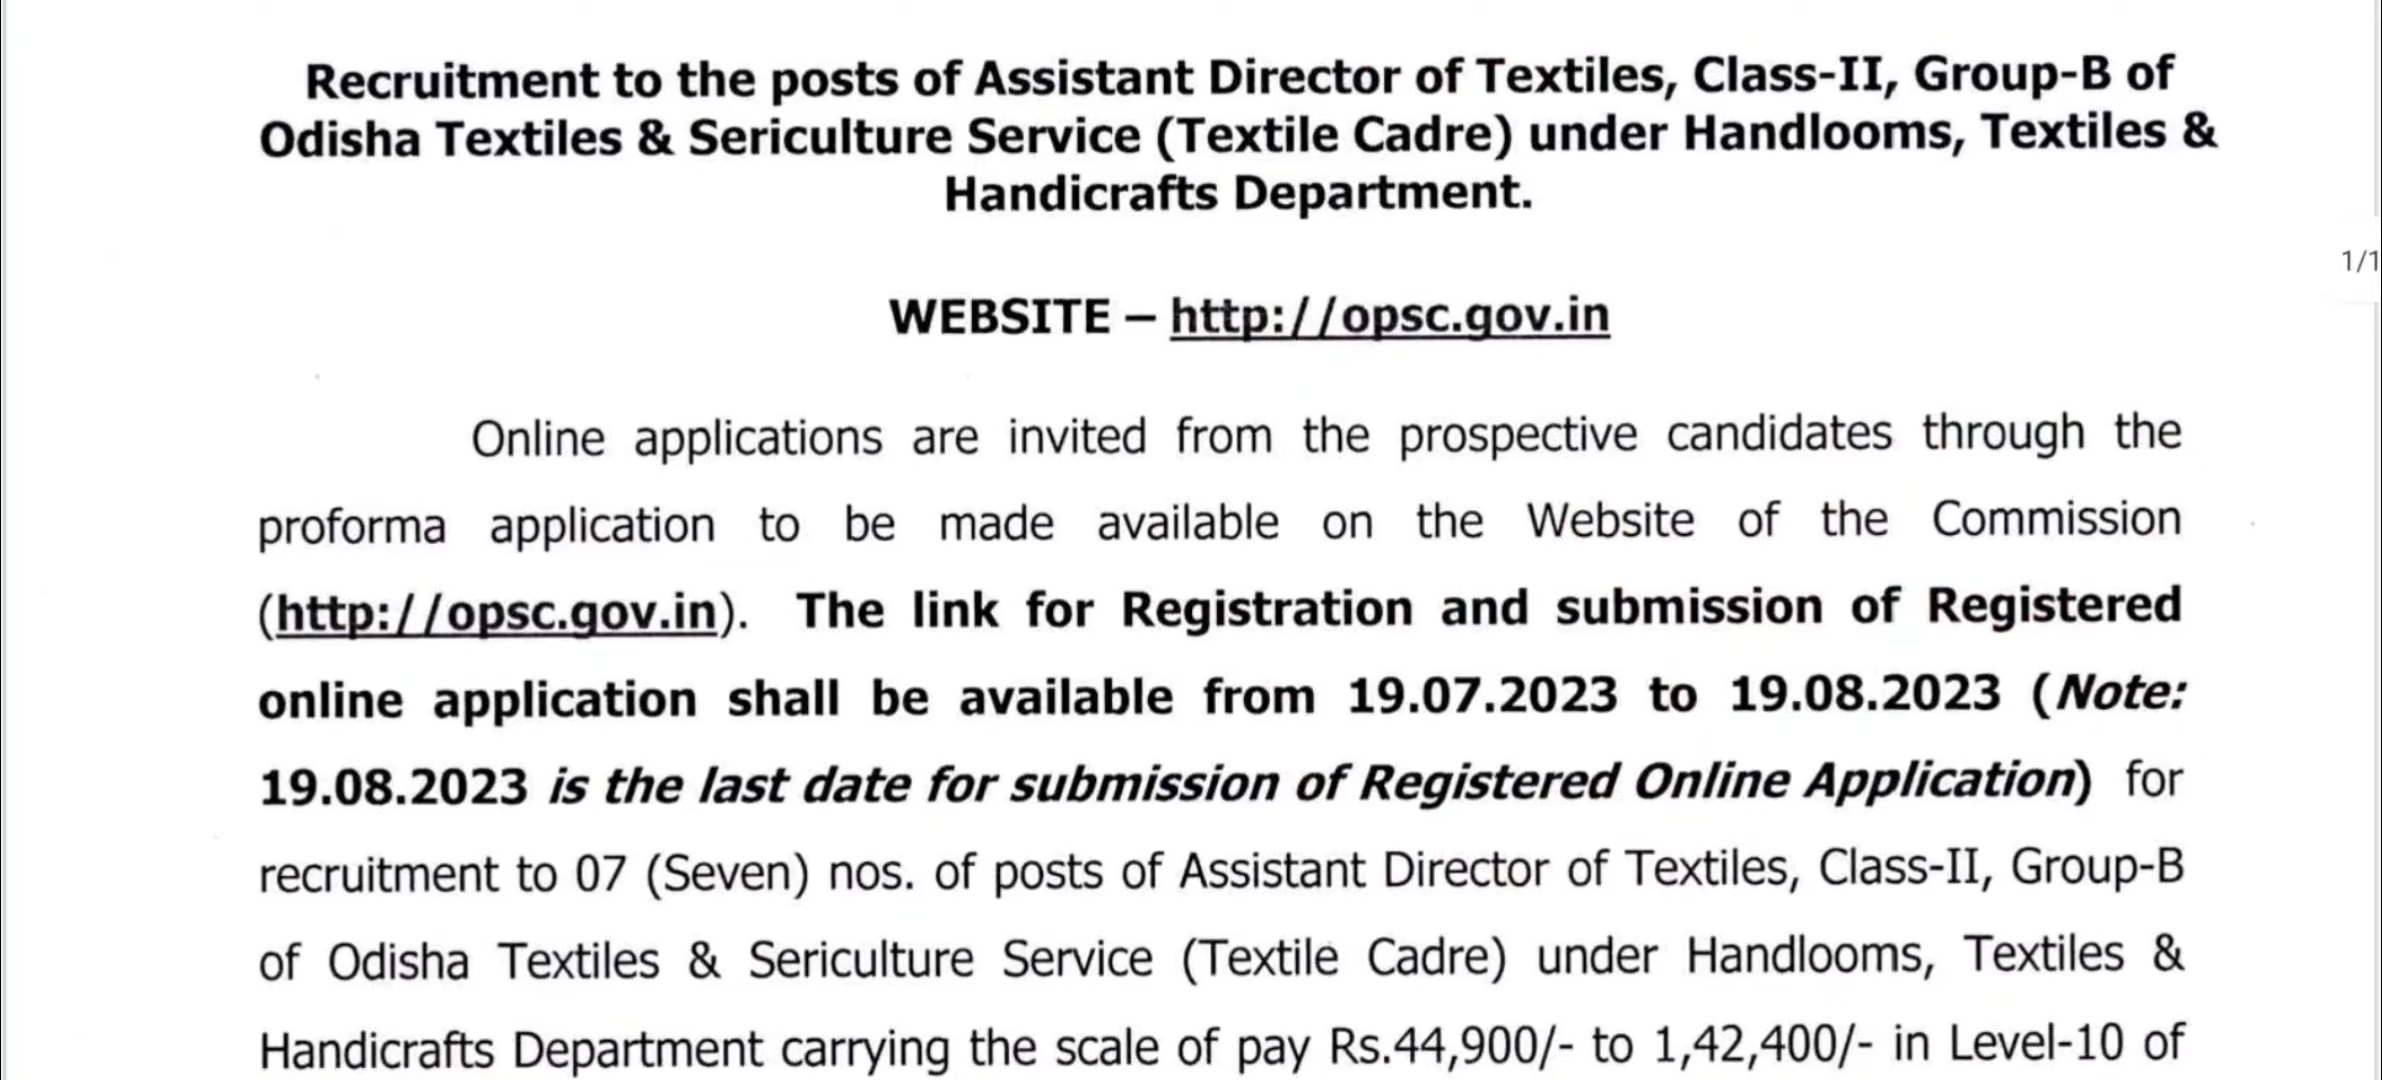 Recruitment to the posts of Assistant Director of Textiles, Class-II, Group-B of
Odisha Textiles & Sericulture Service (Textile Cadre) under Handlooms, Textiles &
Handicrafts Department.
1/1
WEBSITE – http://opsc.gov.in
Online applications are invited from the prospective candidates through the
proforma application to be made available on the Website of the Commission
(http://opsc.gov.in). The link for Registration and submission of Registered
online application shall be available from 19.07.2023 to 19.08.2023 (Note:
19.08.2023 is the last date for submission of Registered Online Application) for
recruitment to 07 (Seven) nos. of posts of Assistant Director of Textiles, Class-II, Group-B
of Odisha Textiles & Sericulture Service (Textile Cadre) under Handlooms, Textiles &
Handicrafts Department carrying the scale of pay Rs.44,900/- to 1,42,400/- in Level-10 of